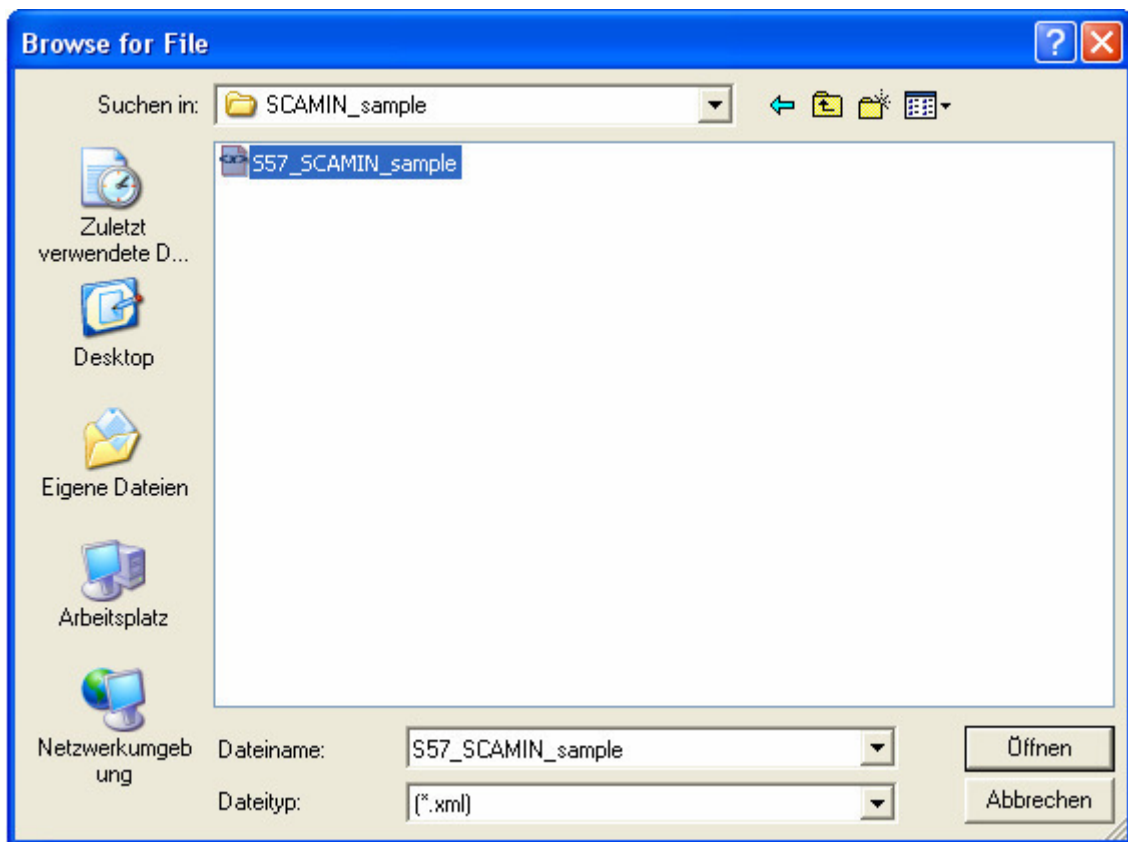 Browse for File
Suchen in:
SCAMIN_sample
S57_SCAMIN_sample
Zuletzt
verwendete D...
Desktop
Eigene Dateien
Arbeitsplatz
Netzwerkumgeb
ung
Dateiname:
S57_SCAMIN_sample
Öffnen
Dateityp:
(*.xml)
Abbrechen